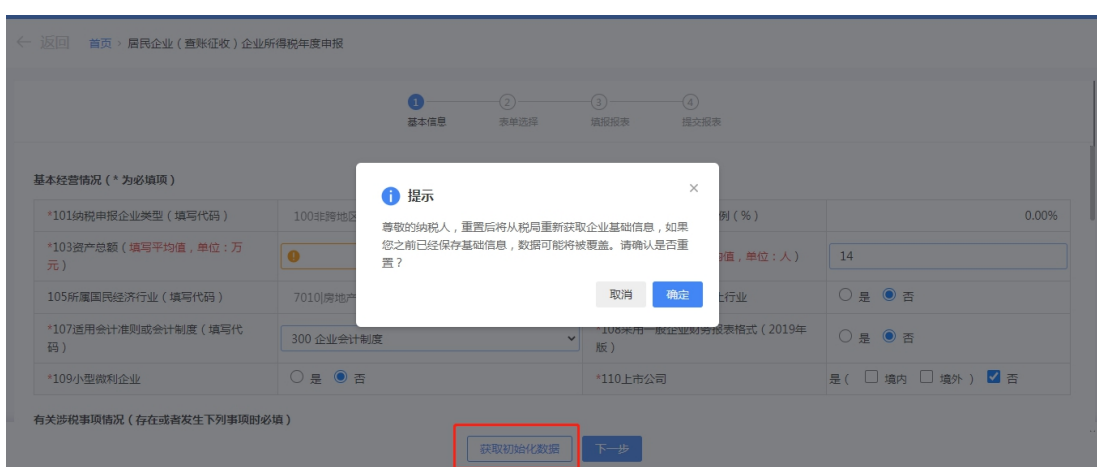 ← 返回 首页 > 居民企业（查账征收）企业所得税年度申报
1 2 3 4
基本信息 表单选择 填报报表 提交报表
基本经营情况（* 为必填项）
提示
尊敬的纳税人，重置后将从税局重新获取企业基础信息，如果
您之前已经保存基础信息，数据可能将被覆盖。请确认是否重
置？
取消 确定
*101纳税申报企业类型（填写代码） 100非跨地区 例（%） 0.00%
*103资产总额（填写平均值，单位：万
元） 值，单位：人） 14
105所属国民经济行业（填写代码） 7010|房地产 行业 是 否
*107适用会计准则或会计制度（填写代
码） 300 企业会计制度 *108采用一般企业财务报表格式（2019年
版） 是 否
*109小型微利企业 是 否 *110上市公司 是（ 境内 境外 ） 否
有关涉税事项情况（存在或者发生下列事项时必填）
获取初始化数据 下一步